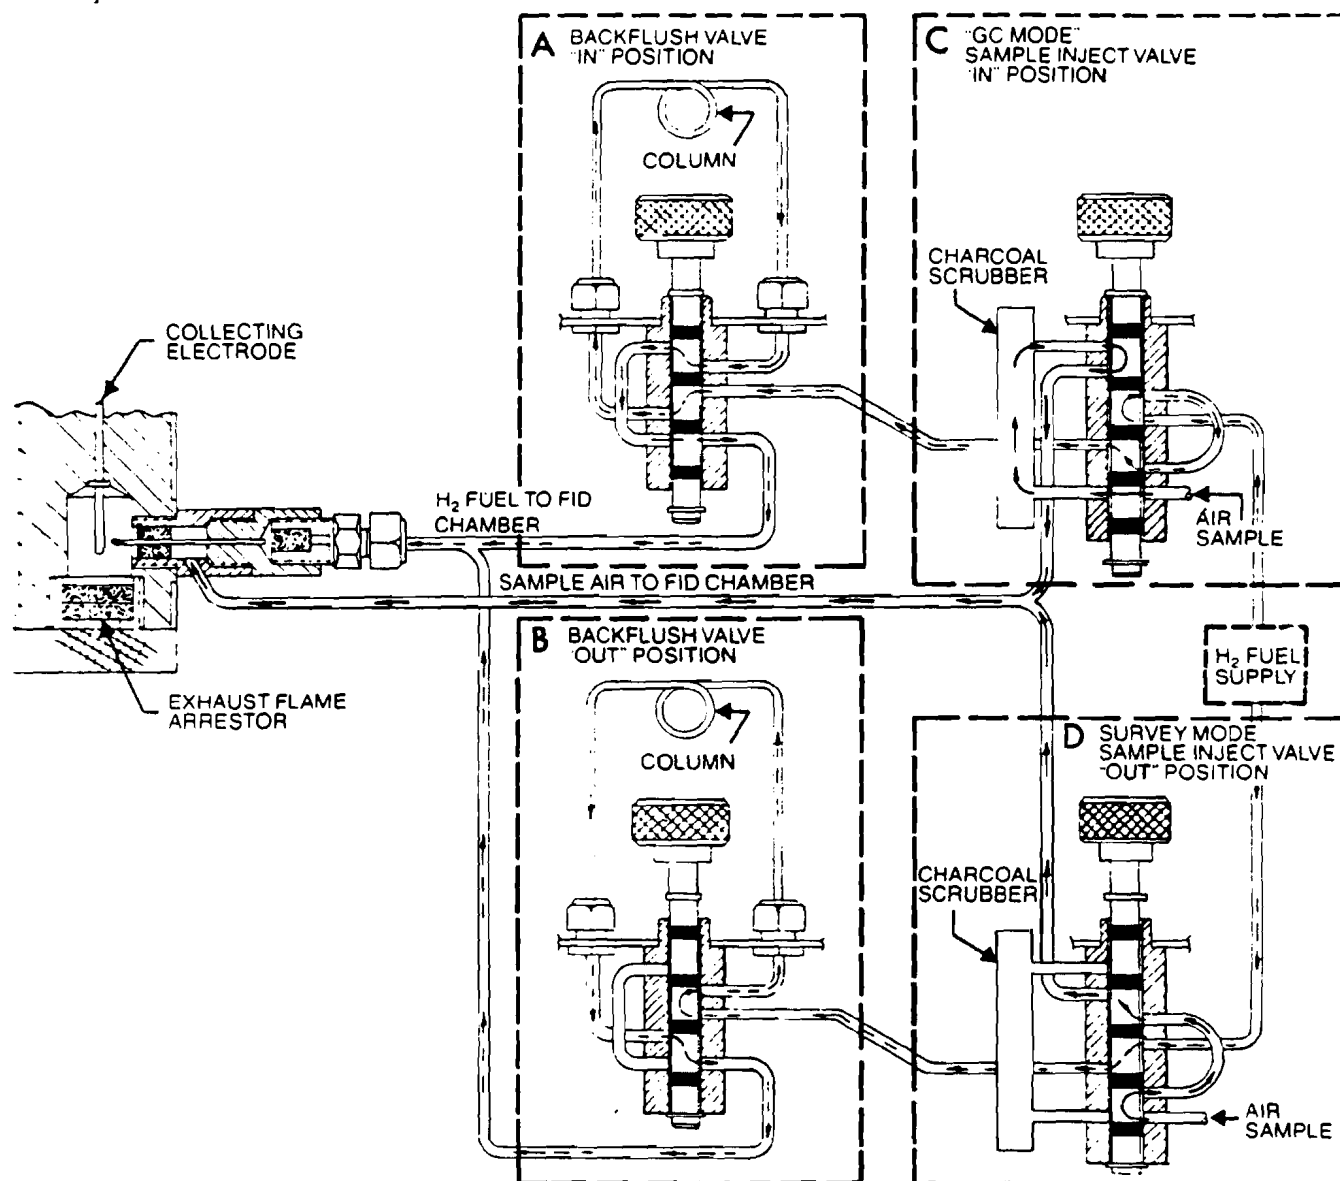 A BACKFLUSH VALVE
"IN" POSITION
COLUMN
C "GC MODE"
SAMPLE INJECT VALVE
"IN" POSITION
CHARCOAL
SCRUBBER
AIR
SAMPLE
COLLECTING
ELECTRODE
H₂ FUEL TO FID
CHAMBER
SAMPLE AIR TO FID CHAMBER
EXHAUST FLAME
ARRESTOR
B BACKFLUSH VALVE
"OUT" POSITION
COLUMN
H₂ FUEL
SUPPLY
D SURVEY MODE
SAMPLE INJECT VALVE
"OUT" POSITION
CHARCOAL
SCRUBBER
AIR
SAMPLE